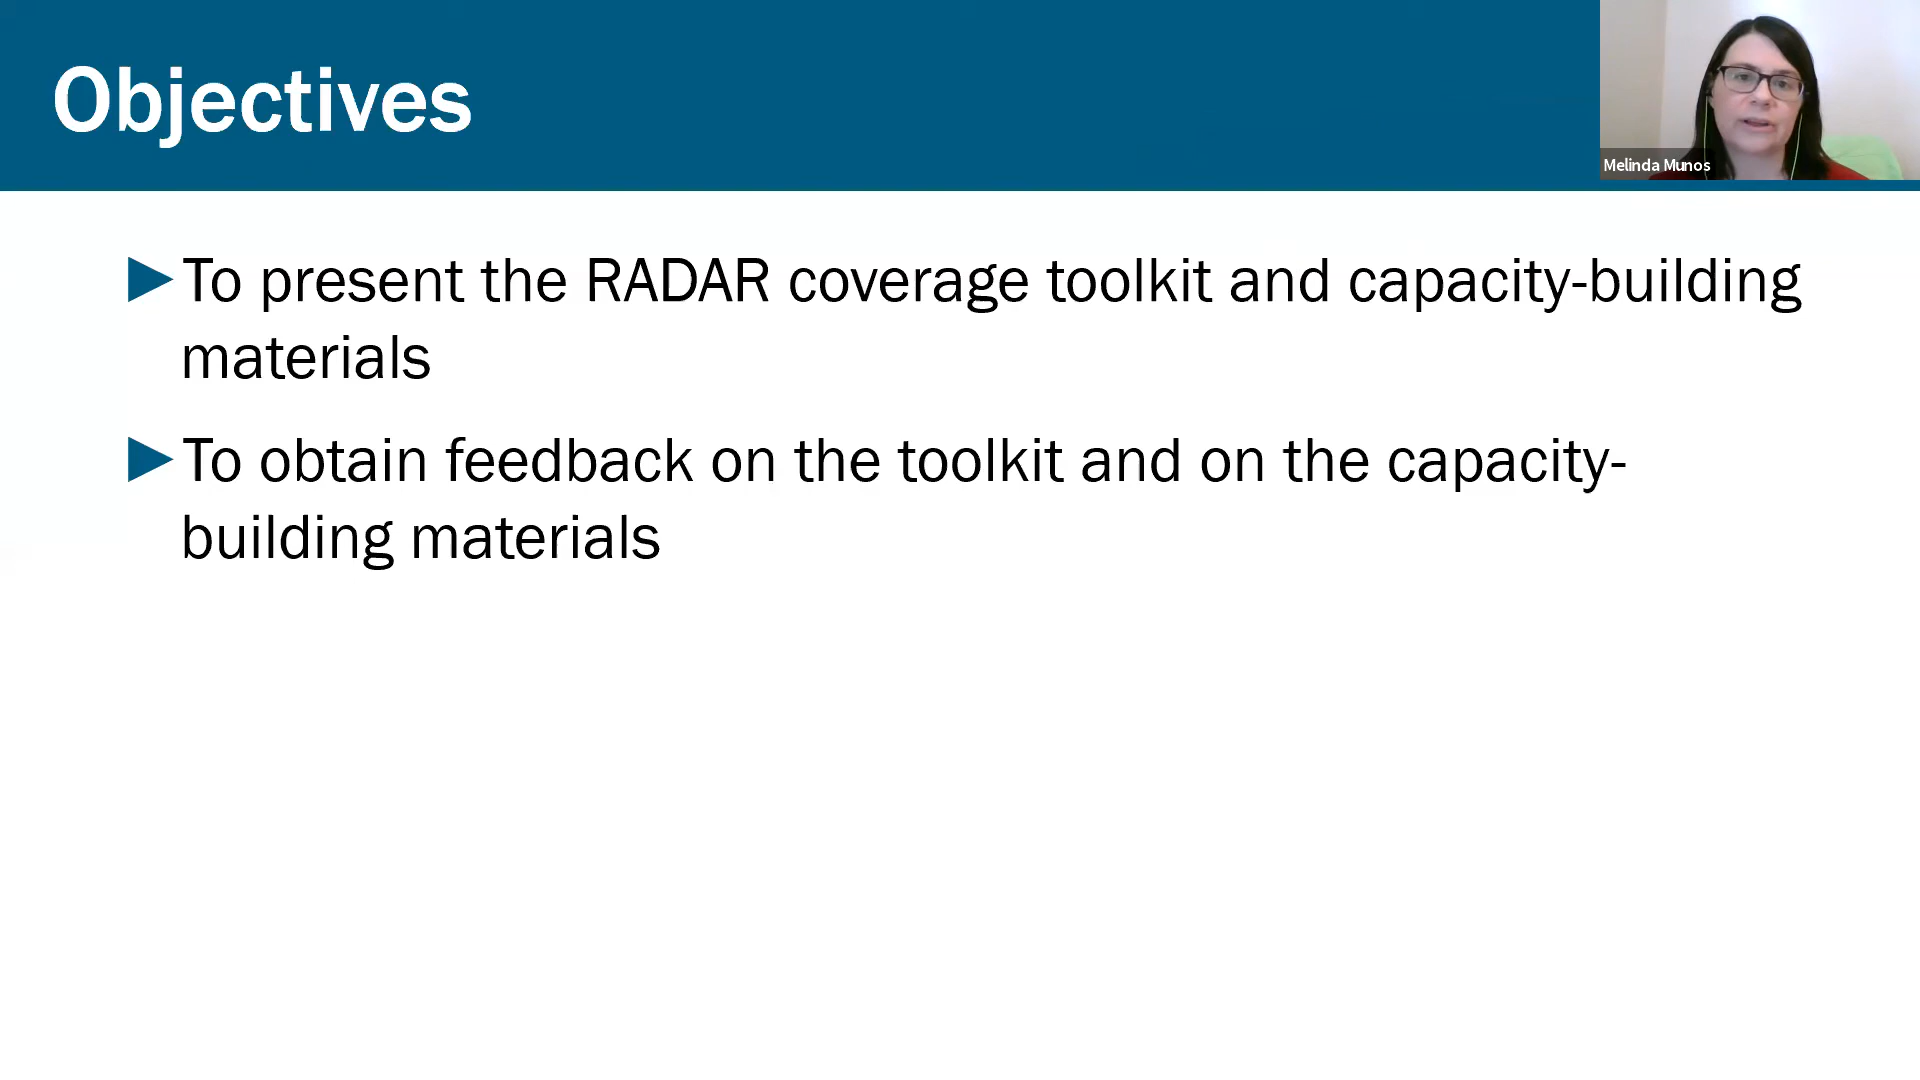 Objectives
Melinda Munos
►To present the RADAR coverage toolkit and capacity-building
materials
►To obtain feedback on the toolkit and on the capacity-
building materials